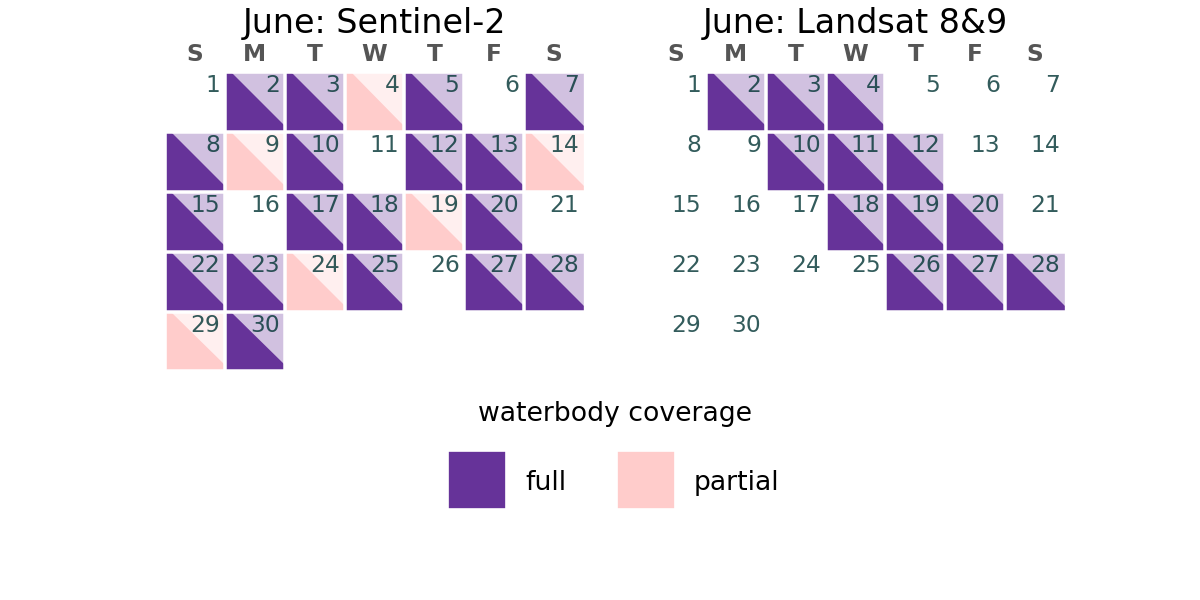 June: Sentinel-2
S M T W T F S
1 2 3 4 5 6 7
8 9 10 11 12 13 14
15 16 17 18 19 20 21
22 23 24 25 26 27 28
29 30
June: Landsat 8&9
S M T W T F S
1 2 3 4 5 6 7
8 9 10 11 12 13 14
15 16 17 18 19 20 21
22 23 24 25 26 27 28
29 30
waterbody coverage
full partial